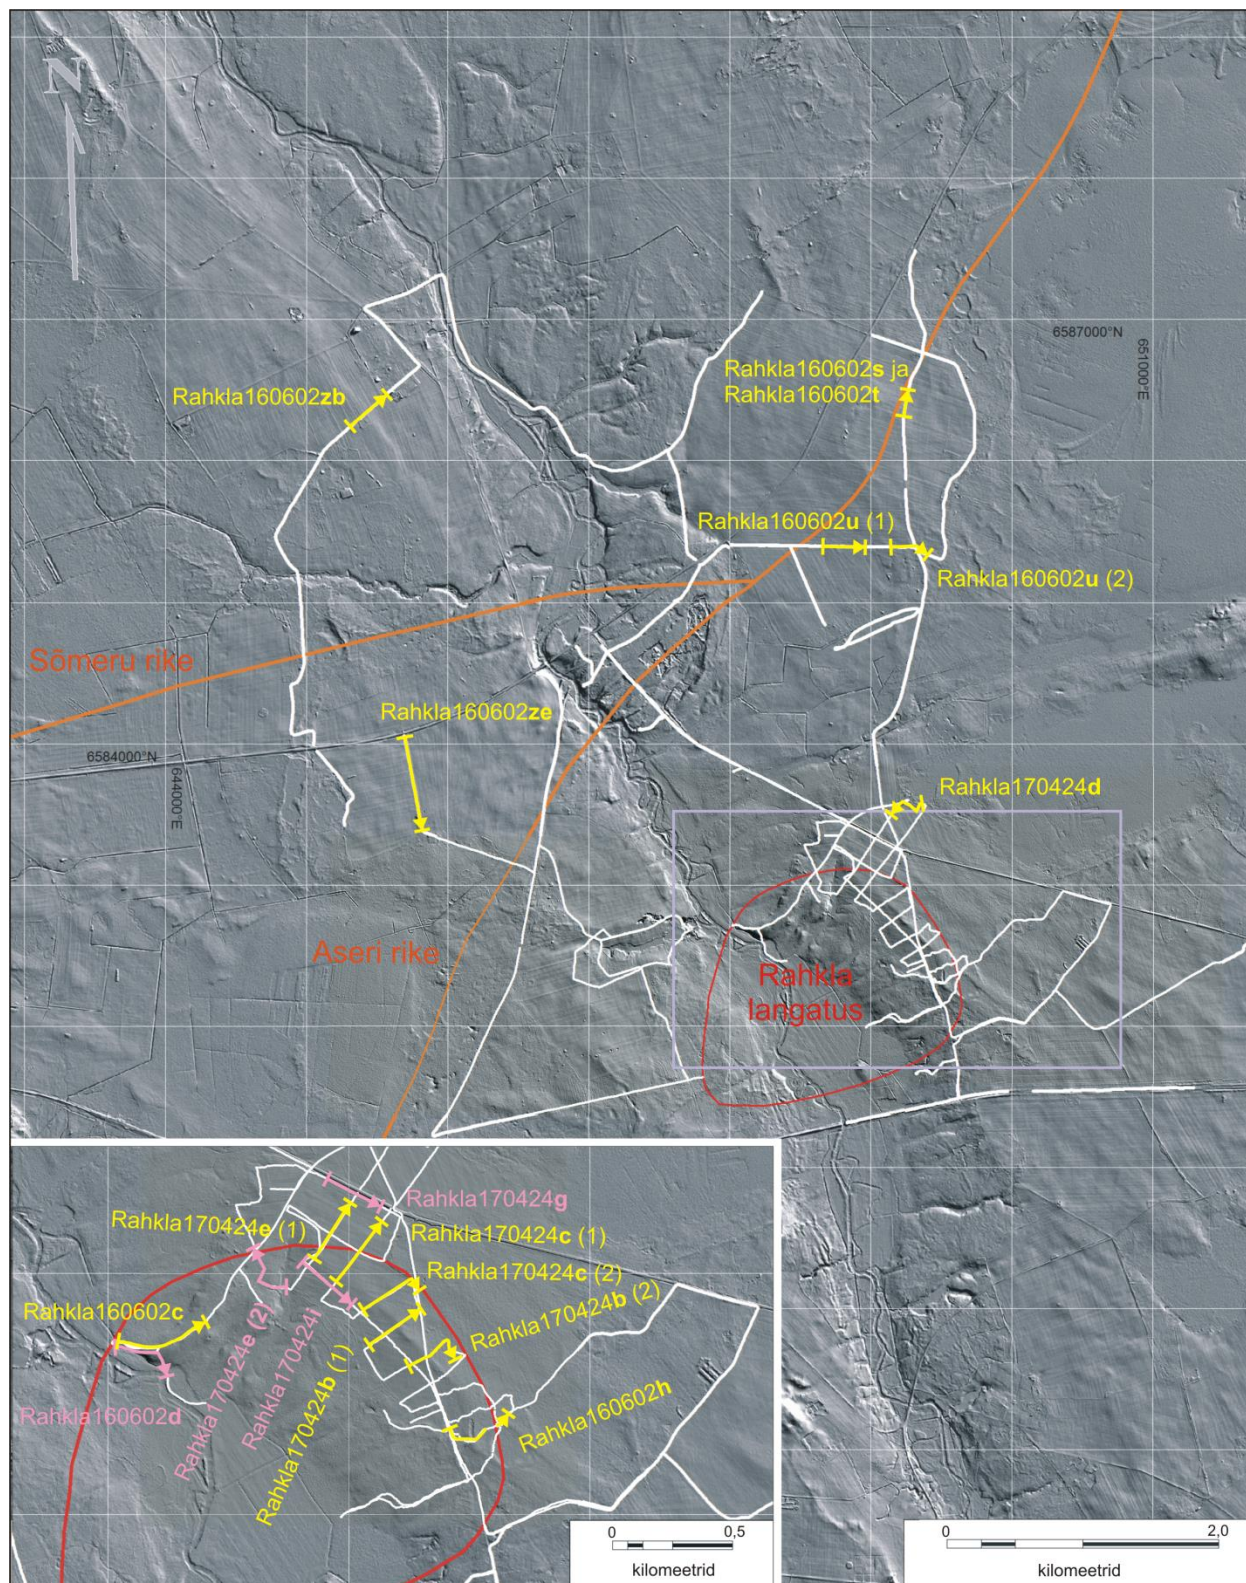 N
6587000°N
651000°E
Rahkla160602s ja
Rahkla160602t
Rahkla160602zb
Rahkla160602u (1)
Rahkla160602u (2)
Sõmeru rike
Rahkla160602ze
6584000°N
644000°E
Rahkla170424d
Aseri rike
Rahkla
langatus
Rahkla170424g
Rahkla170424e (1)
Rahkla170424c (1)
Rahkla170424c (2)
Rahkla160602c
Rahkla170424b (2)
Rahkla170424e (2)
Rahkla170424i
Rahkla170424b (1)
Rahkla160602d
Rahkla160602h
0 0,5
kilomeetrid
0 2,0
kilomeetrid